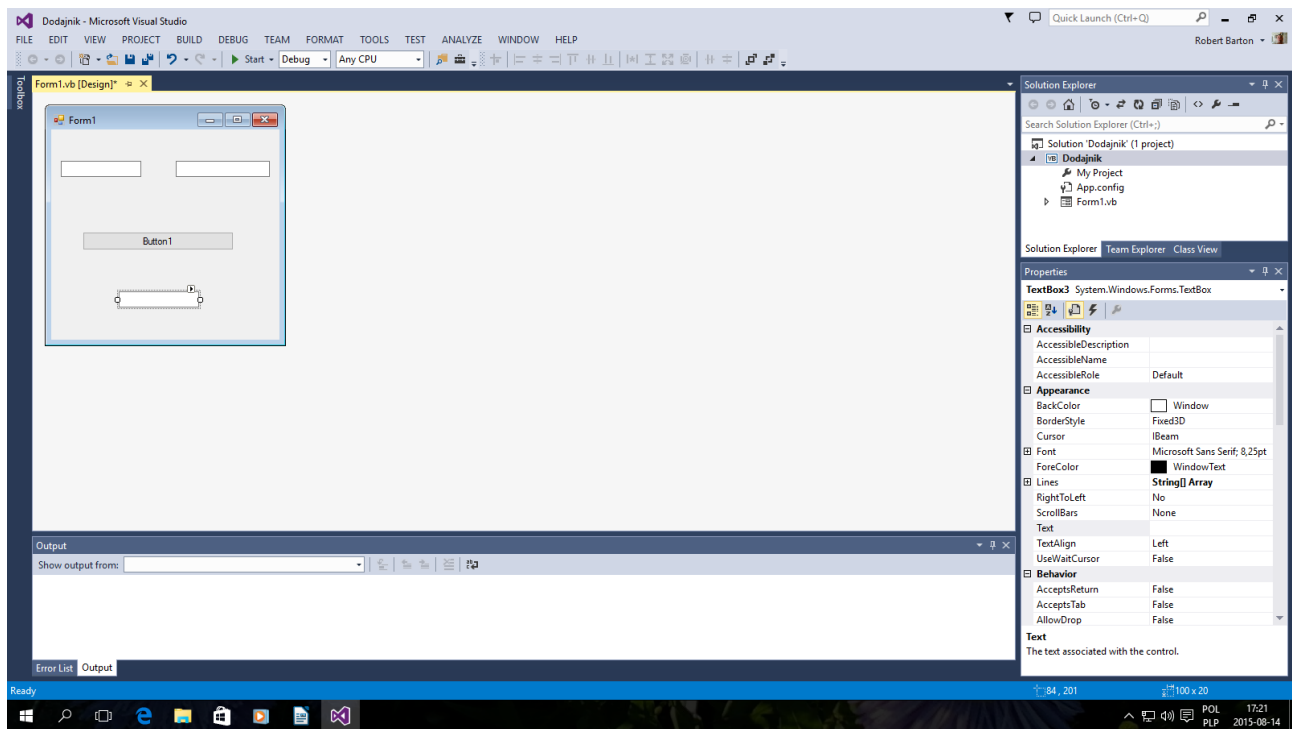 Dodajnik - Microsoft Visual Studio
Quick Launch (Ctrl+Q)
FILE EDIT VIEW PROJECT BUILD DEBUG TEAM FORMAT TOOLS TEST ANALYZE WINDOW HELP
Robert Barton
Start Debug Any CPU
Toolbox
Form1.vb [Design]*
Form1
Button1
Solution Explorer
Search Solution Explorer (Ctrl+;)
Solution 'Dodajnik' (1 project)
VB Dodajnik
My Project
App.config
Form1.vb
Solution Explorer Team Explorer Class View
Properties
TextBox3 System.Windows.Forms.TextBox
Accessibility
AccessibleDescription
AccessibleName
AccessibleRole Default
Appearance
BackColor Window
BorderStyle Fixed3D
Cursor IBeam
Font Microsoft Sans Serif; 8,25pt
ForeColor WindowText
Lines String[] Array
RightToLeft No
ScrollBars None
Text
TextAlign Left
UseWaitCursor False
Behavior
AcceptsReturn False
AcceptsTab False
AllowDrop False
Text
The text associated with the control.
Output
Show output from:
Error List Output
Ready
84 , 201
100 x 20
POL
PLP
17:21
2015-08-14